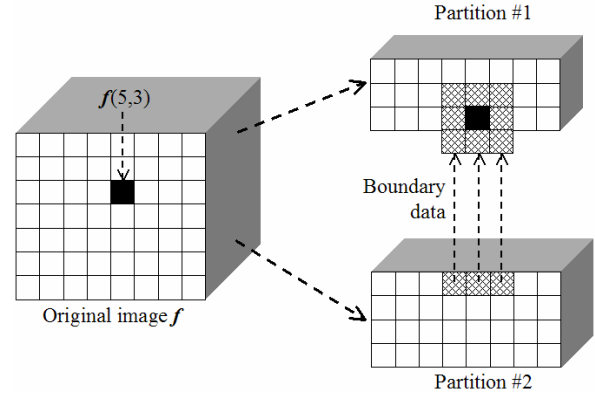 Partition #1
f(5,3)
Boundary
data
Original image f
Partition #2